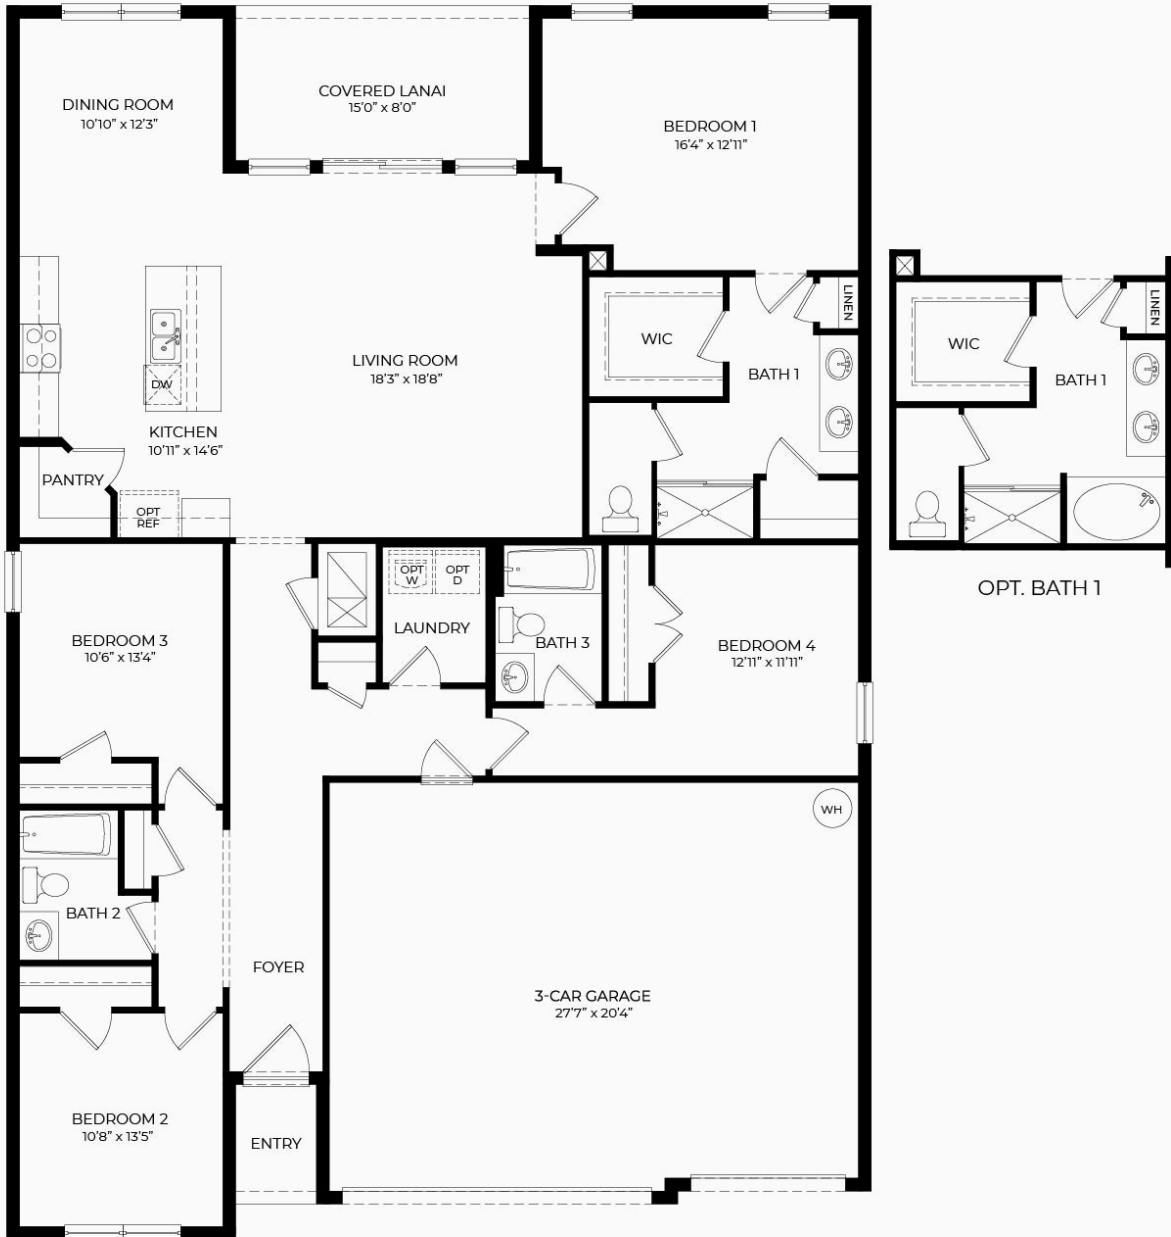 DINING ROOM
10'10" x 12'3"
COVERED LANAI
15'0" x 8'0"
BEDROOM 1
16'4" x 12'11"
LINEN
WIC
BATH 1
LIVING ROOM
18'3" x 18'8"
DW
KITCHEN
10'11" x 14'6"
PANTRY
OPT
REF
LINEN
WIC
BATH 1
OPT. BATH 1
OPT
W
OPT
D
LAUNDRY
BATH 3
BEDROOM 4
12'11" x 11'11"
BEDROOM 3
10'6" x 13'4"
WH
BATH 2
FOYER
3-CAR GARAGE
27'7" x 20'4"
BEDROOM 2
10'8" x 13'5"
ENTRY